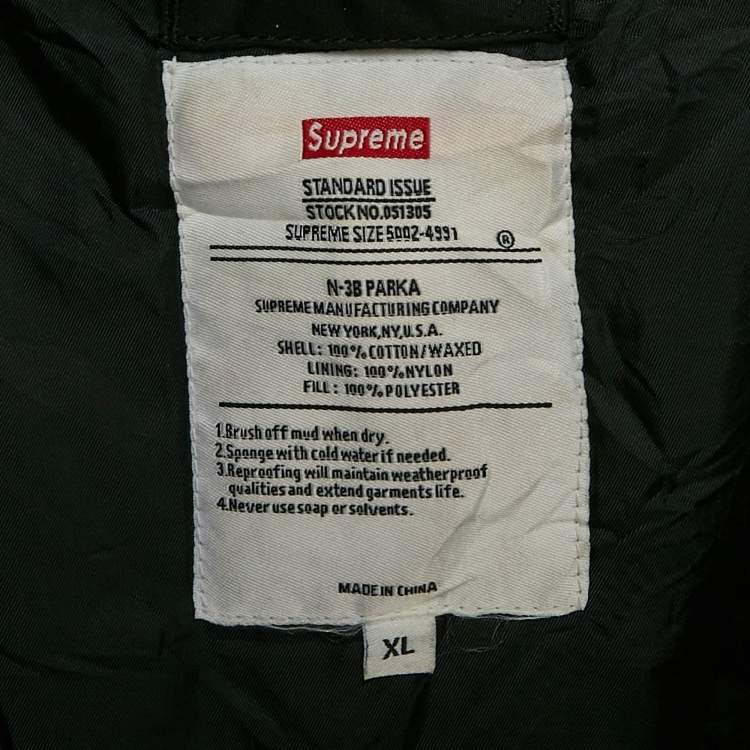 Supreme
STANDARD ISSUE
STOCK NO.051305
SUPREME SIZE 5002-4991 ®
N-3B PARKA
SUPREME MANUFACTURING COMPANY
NEW YORK,NY,U.S.A.
SHELL: 100% COTTON/WAXED
LINING: 100% NYLON
FILL: 100% POLYESTER
1.Brush off mud when dry.
2.Sponge with cold water if needed.
3.Reproofing will maintain weatherproof
qualities and extend garments life.
4.Never use soap or solvents.
MADE IN CHINA
XL